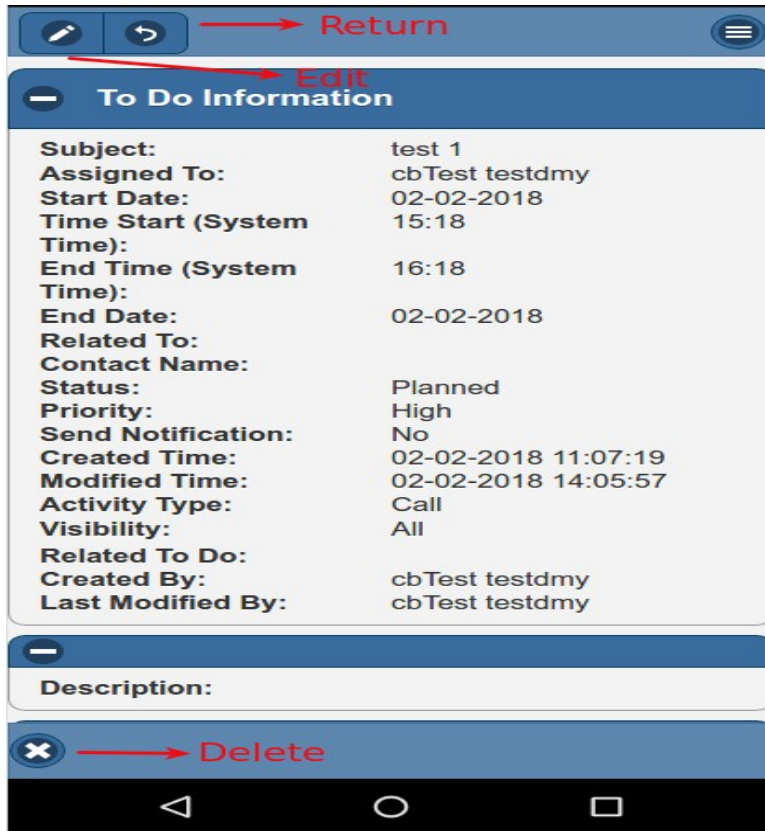 Return
Edit
To Do Information
Subject: test 1
Assigned To: cbTest testdmy
Start Date: 02-02-2018
Time Start (System Time): 15:18
End Time (System Time): 16:18
End Date: 02-02-2018
Related To:
Contact Name:
Status: Planned
Priority: High
Send Notification: No
Created Time: 02-02-2018 11:07:19
Modified Time: 02-02-2018 14:05:57
Activity Type: Call
Visibility: All
Related To Do:
Created By: cbTest testdmy
Last Modified By: cbTest testdmy
Description:
Delete